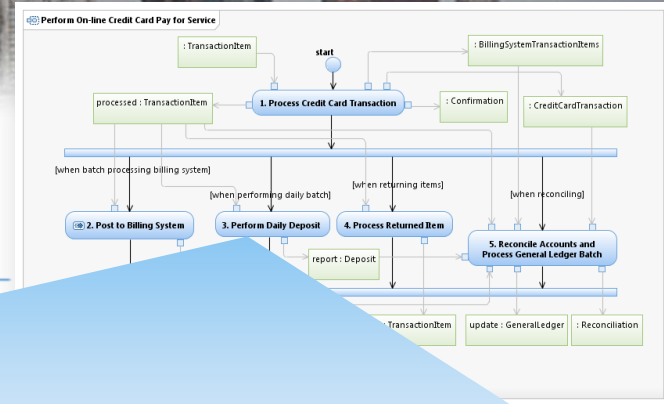 Perform On-line Credit Card Pay for Service
: TransactionItem
start
: BillingSystemTransactionItems
processed : TransactionItem
1. Process Credit Card Transaction
: Confirmation
: CreditCardTransaction
[when batch processing billing system]
[when performing daily batch]
[when returning items]
[when reconciling]
2. Post to Billing System
3. Perform Daily Deposit
4. Process Returned Item
5. Reconcile Accounts and
Process General Ledger Batch
report : Deposit
: TransactionItem
update : GeneralLedger
: Reconciliation